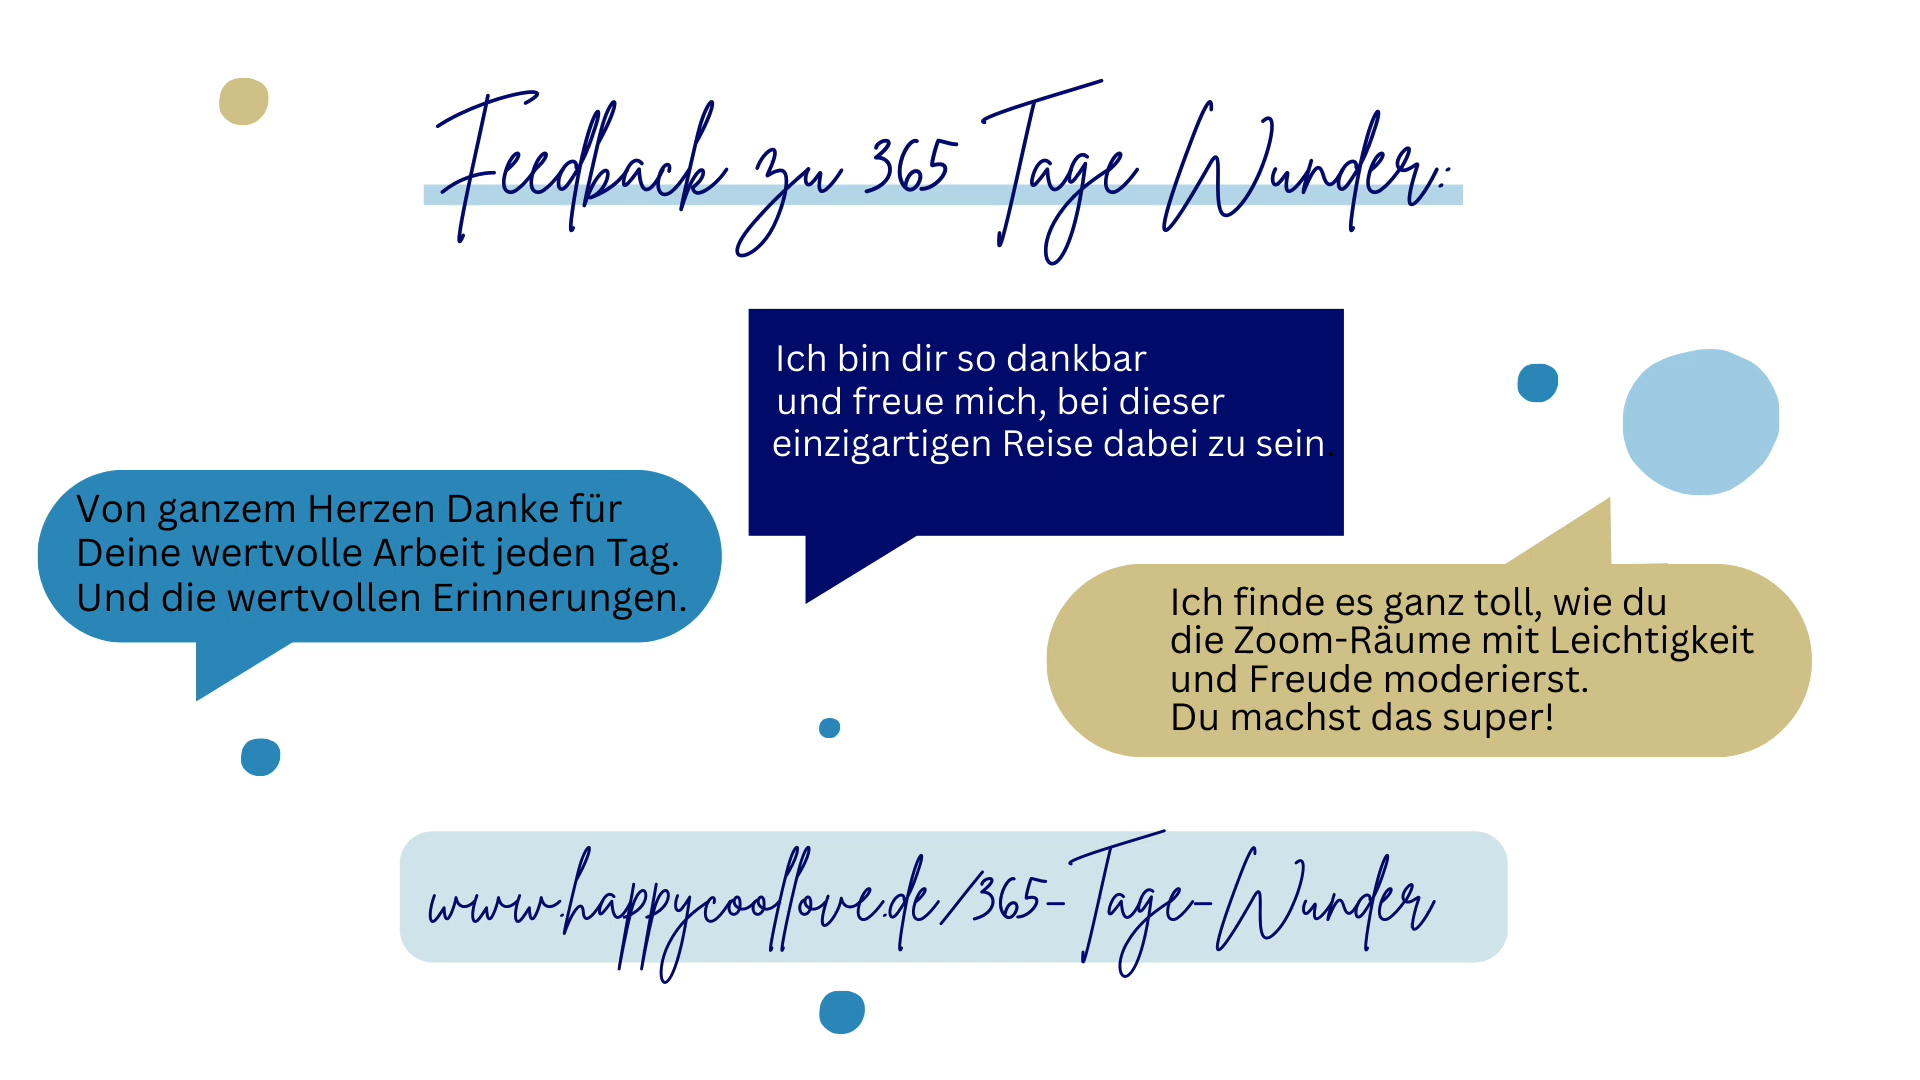 Feedback zu 365 Tage Wunder:
Ich bin dir so dankbar
und freue mich, bei dieser
einzigartigen Reise dabei zu sein.
Von ganzem Herzen Danke für
Deine wertvolle Arbeit jeden Tag.
Und die wertvollen Erinnerungen.
Ich finde es ganz toll, wie du
die Zoom-Räume mit Leichtigkeit
und Freude moderierst.
Du machst das super!
www.happycoollove.de/365-Tage-Wunder